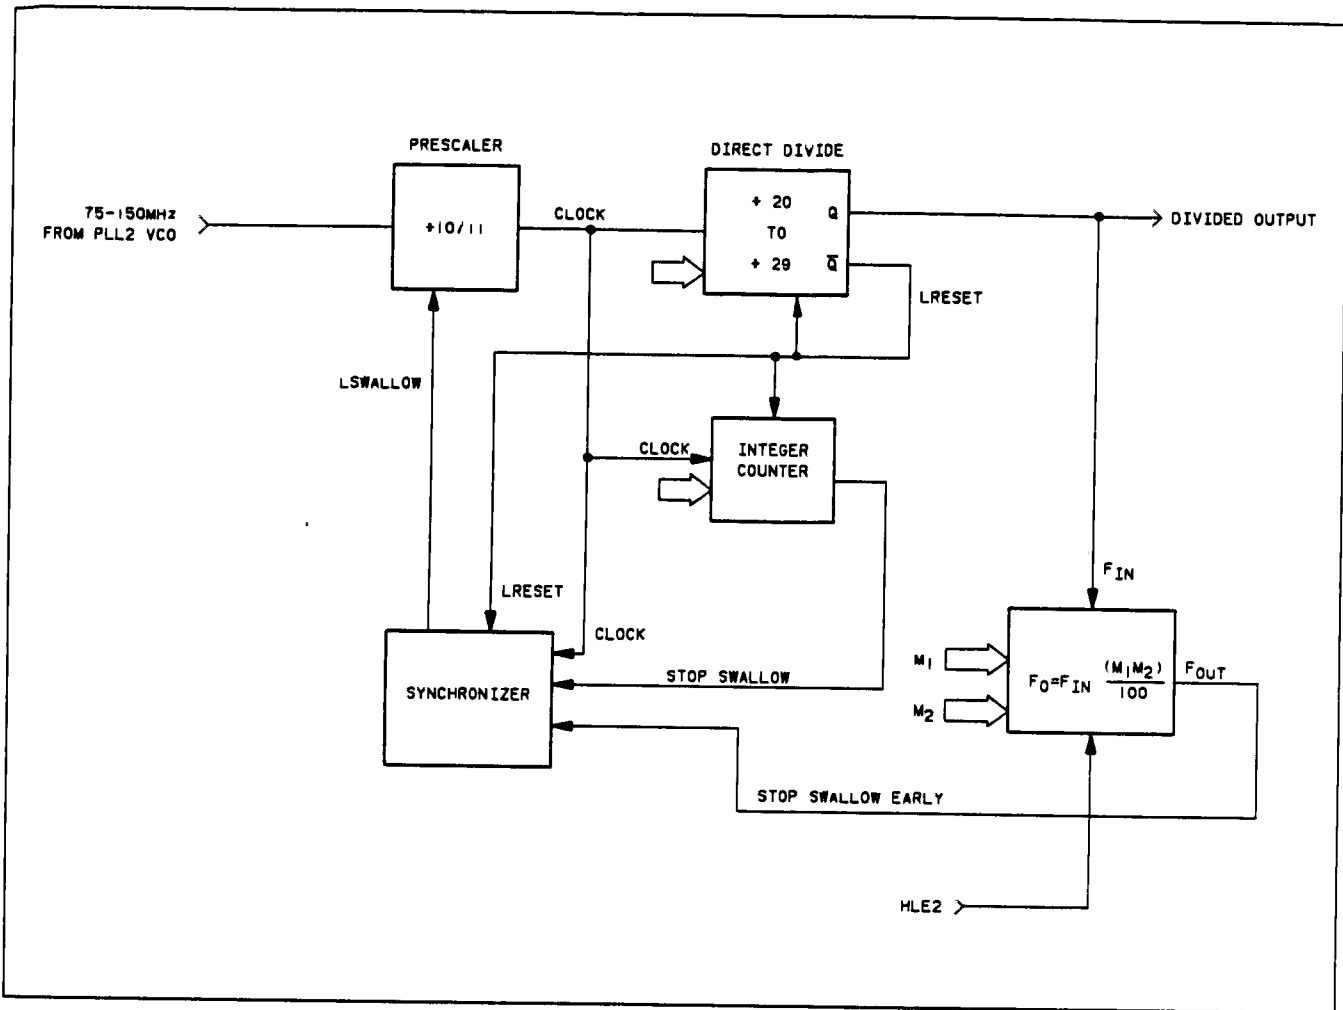 PRESCALER
DIRECT DIVIDE
75-150MHz
FROM PLL2 VCO
+10/11
CLOCK
+ 20
TO
+ 29
Q
Q̅
DIVIDED OUTPUT
LRESET
LSWALLOW
CLOCK
INTEGER
COUNTER
FIN
LRESET
CLOCK
SYNCHRONIZER
STOP SWALLOW
M1
M2
FO=FIN (M1M2)/100
FOUT
STOP SWALLOW EARLY
HLE2